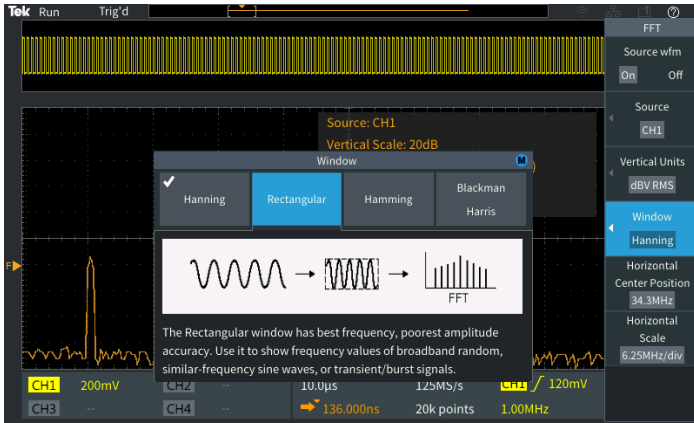 Tek Run Trig'd
FFT
Source wfm
On Off
Source
CH1
Vertical Units
dBV RMS
Window
Hanning
Horizontal
Center Position
34.3MHz
Horizontal
Scale
6.25MHz/div
Source: CH1
Vertical Scale: 20dB
Window
M
Hanning
Rectangular
Hamming
Blackman
Harris
FFT
The Rectangular window has best frequency, poorest amplitude
accuracy. Use it to show frequency values of broadband random,
similar-frequency sine waves, or transient/burst signals.
F
CH1 200mV CH2 -- 10.0µs 125MS/s CH1 120mV
CH3 -- CH4 -- 136.000ns 20k points 1.00MHz